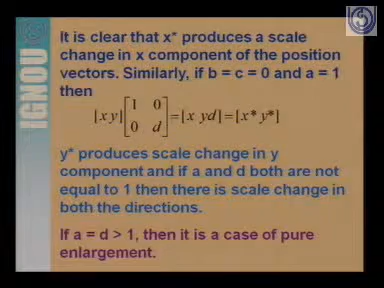 It is clear that x* produces a scale
change in x component of the position
vectors. Similarly, if b = c = 0 and a = 1
then
[x y] [1 0
0 d] = [x yd] = [x* y*]
y* produces scale change in y
component and if a and d both are not
equal to 1 then there is scale change in
both the directions.
If a = d > 1, then it is a case of pure
enlargement.
IGNOU